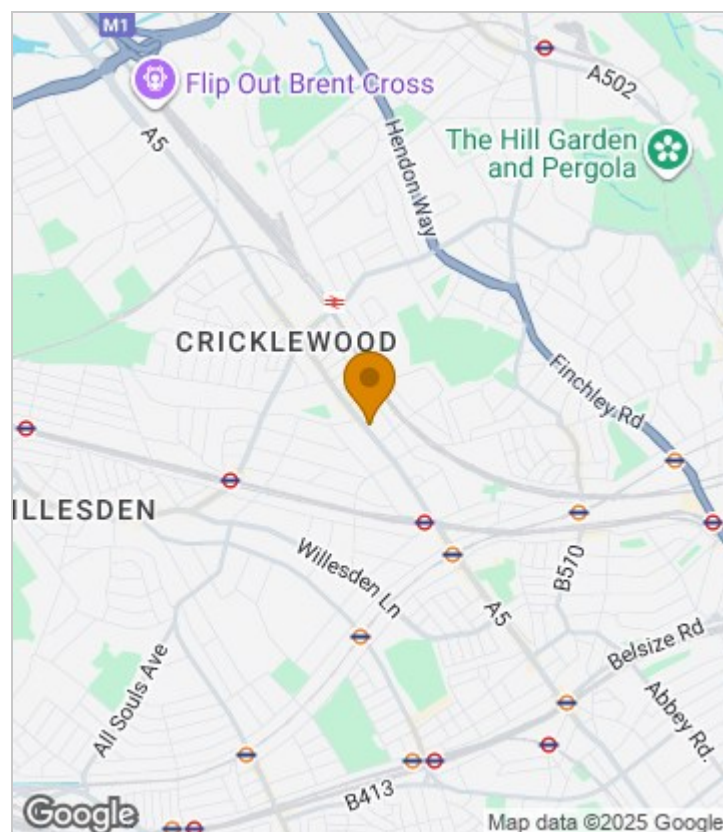 M1
Flip Out Brent Cross
A502
A5
Hendon Way
The Hill Garden
and Pergola
CRICKLEWOOD
Finchley Rd
ILLESDEN
Willesden Ln
B570
A5
Belsize Rd
All Souls Ave
Abbey Rd.
B413
Google
Map data ©2025 Google